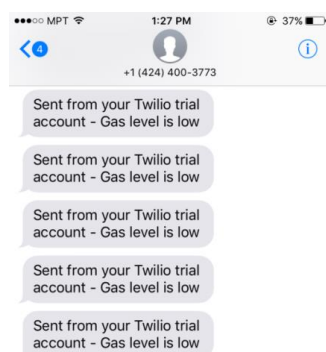 MPT 1:27 PM 37%
4
+1 (424) 400-3773
Sent from your Twilio trial
account - Gas level is low
Sent from your Twilio trial
account - Gas level is low
Sent from your Twilio trial
account - Gas level is low
Sent from your Twilio trial
account - Gas level is low
Sent from your Twilio trial
account - Gas level is low